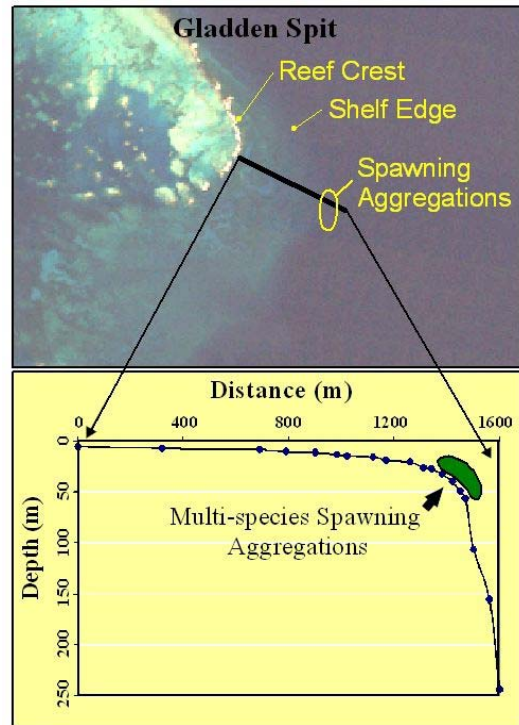 Gladden Spit
Reef Crest
Shelf Edge
Spawning
Aggregations
Distance (m)
0 400 800 1200 1600
0
50
100
150
200
250
Depth (m)
Multi-species Spawning
Aggregations